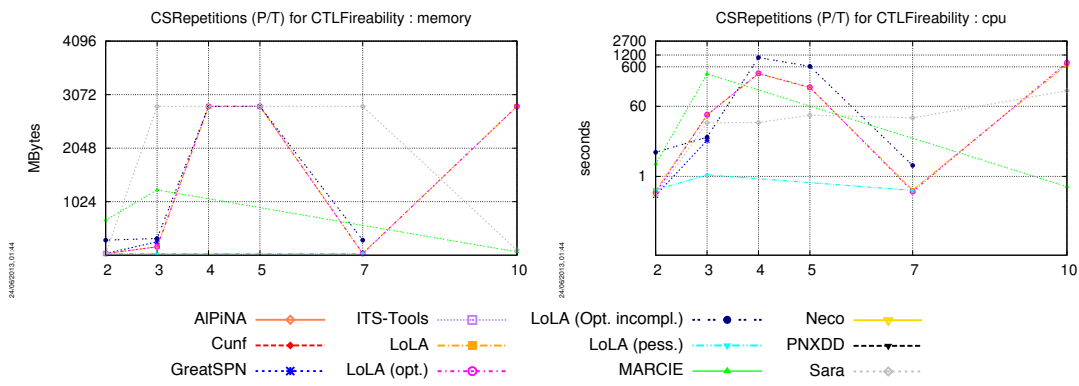 CSRepetitions (P/T) for CTLFireability : memory
4096
3072
2048
1024
MBytes
2 3 4 5 7 10
24/06/2013, 01:44
CSRepetitions (P/T) for CTLFireability : cpu
2700
1200
600
60
1
seconds
2 3 4 5 7 10
24/06/2013, 01:44
AlPiNA
Cunf
GreatSPN
ITS-Tools
LoLA
LoLA (opt.)
LoLA (Opt. incompl.)
LoLA (pess.)
MARCIE
Neco
PNXDD
Sara